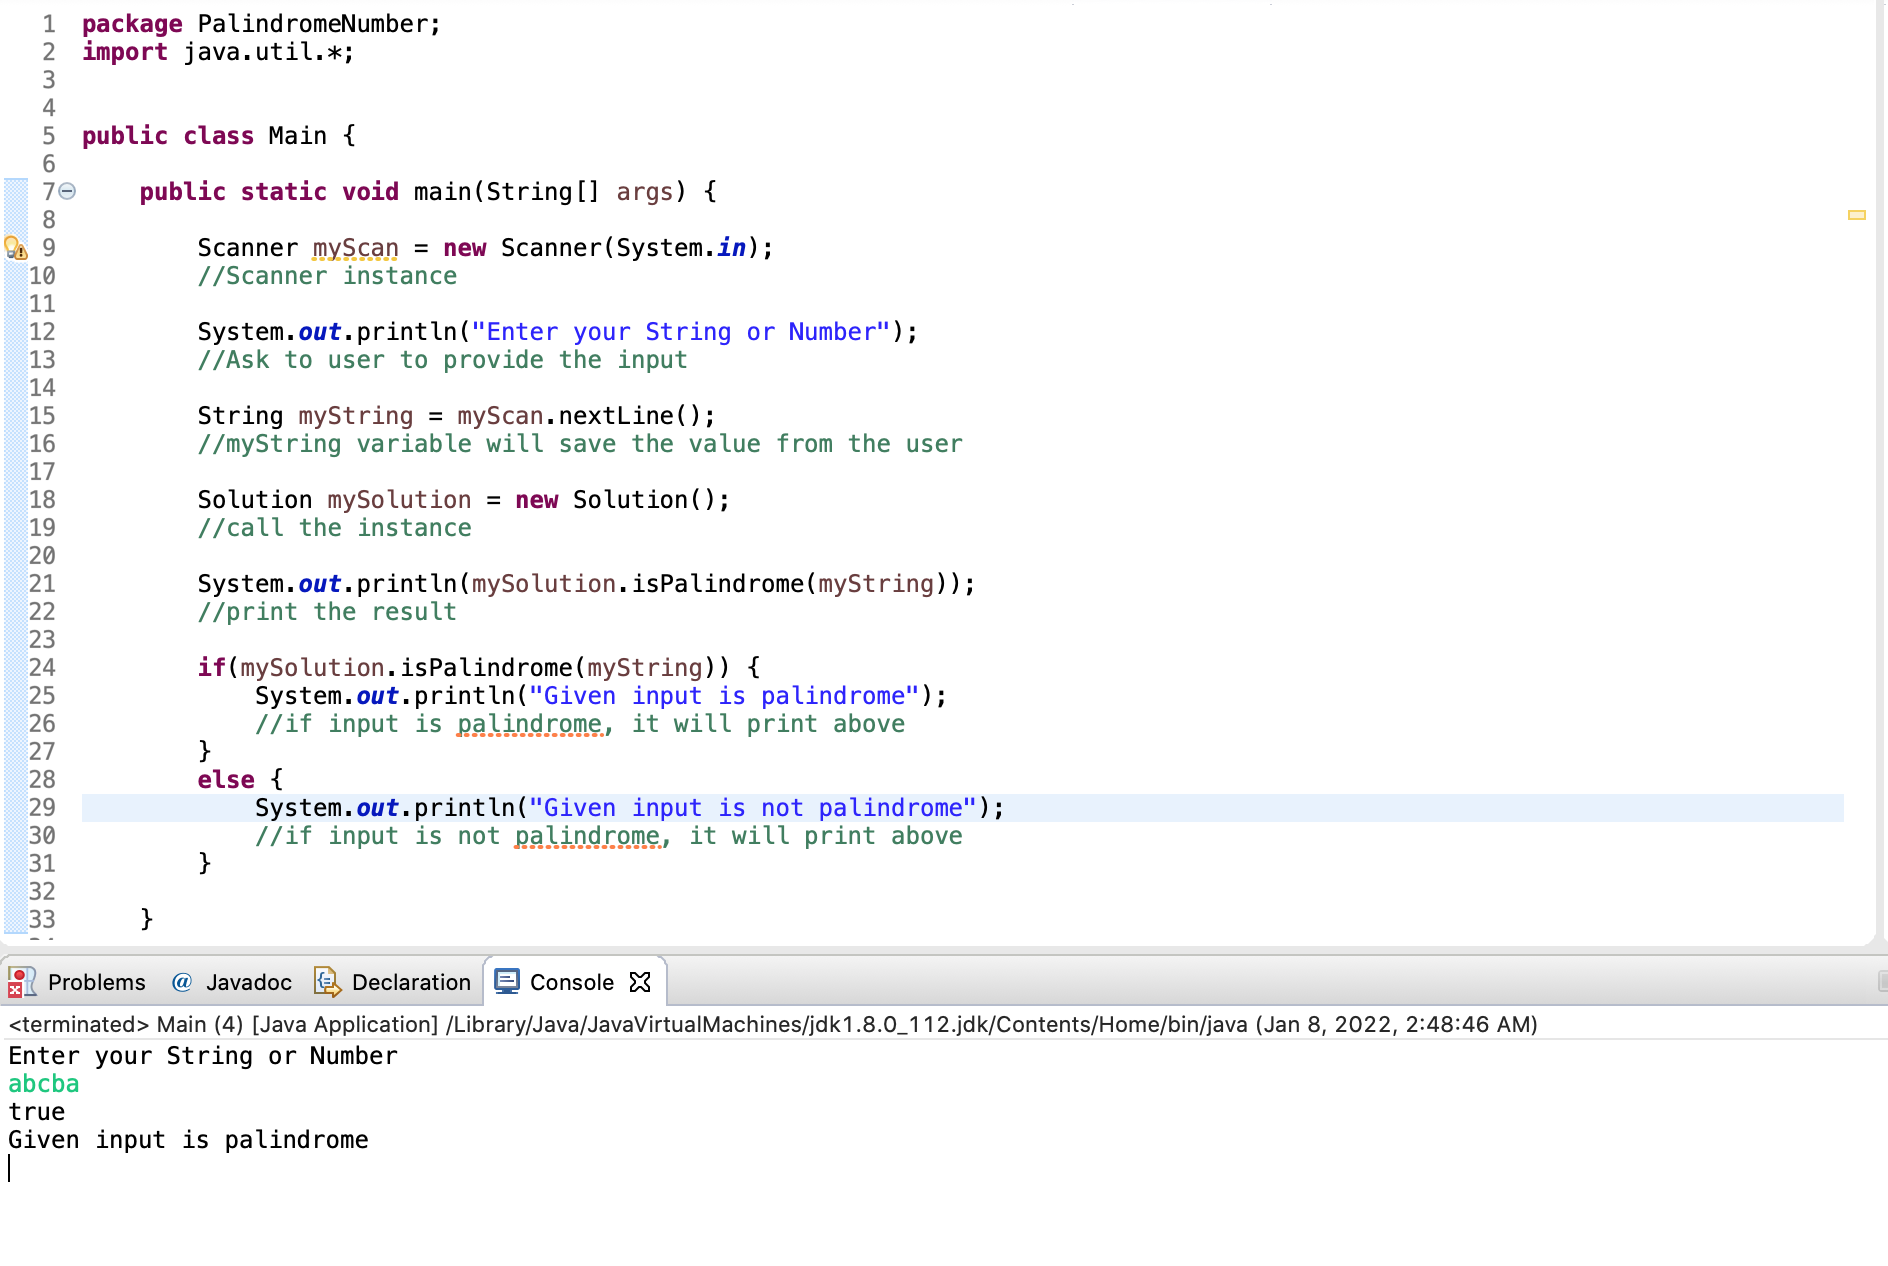 1 package PalindromeNumber;
2 import java.util.*;
3
4
5 public class Main {
6
7 public static void main(String[] args) {
8
9 Scanner myScan = new Scanner(System.in);
10 //Scanner instance
11
12 System.out.println("Enter your String or Number");
13 //Ask to user to provide the input
14
15 String myString = myScan.nextLine();
16 //myString variable will save the value from the user
17
18 Solution mySolution = new Solution();
19 //call the instance
20
21 System.out.println(mySolution.isPalindrome(myString));
22 //print the result
23
24 if(mySolution.isPalindrome(myString)) {
25 System.out.println("Given input is palindrome");
26 //if input is palindrome, it will print above
27 }
28 else {
29 System.out.println("Given input is not palindrome");
30 //if input is not palindrome, it will print above
31 }
32
33 }
Problems @ Javadoc Declaration Console
<terminated> Main (4) [Java Application] /Library/Java/JavaVirtualMachines/jdk1.8.0_112.jdk/Contents/Home/bin/java (Jan 8, 2022, 2:48:46 AM)
Enter your String or Number
abcba
true
Given input is palindrome